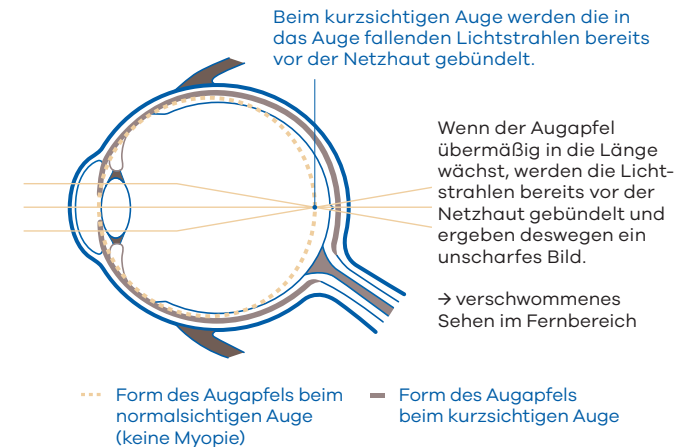 Beim kurzsichtigen Auge werden die in
das Auge fallenden Lichtstrahlen bereits
vor der Netzhaut gebündelt.
Wenn der Augapfel
übermäßig in die Länge
wächst, werden die Licht-
strahlen bereits vor der
Netzhaut gebündelt und
ergeben deswegen ein
unscharfes Bild.
→ verschwommenes
Sehen im Fernbereich
Form des Augapfels beim
normalsichtigen Auge
(keine Myopie)
Form des Augapfels
beim kurzsichtigen Auge